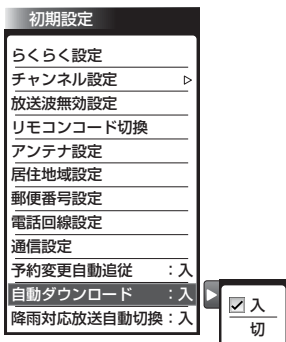 初期設定
らくらく設定
チャンネル設定
放送波無効設定
リモコンコード切換
アンテナ設定
居住地域設定
郵便番号設定
電話回線設定
通信設定
予約変更自動追従 ：入
自動ダウンロード ：入
降雨対応放送自動切換：入
入
切